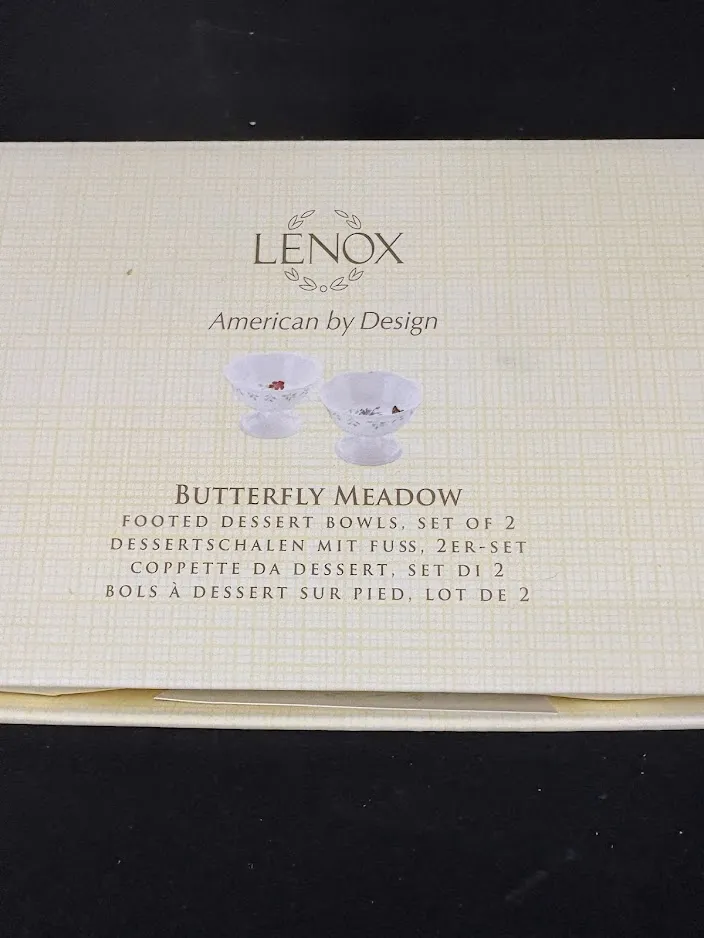 LENOX
American by Design
BUTTERFLY MEADOW
FOOTED DESSERT BOWLS, SET OF 2
DESSERTSCHALEN MIT FUSS, 2ER-SET
COPPETTE DA DESSERT, SET DI 2
BOLS À DESSERT SUR PIED, LOT DE 2